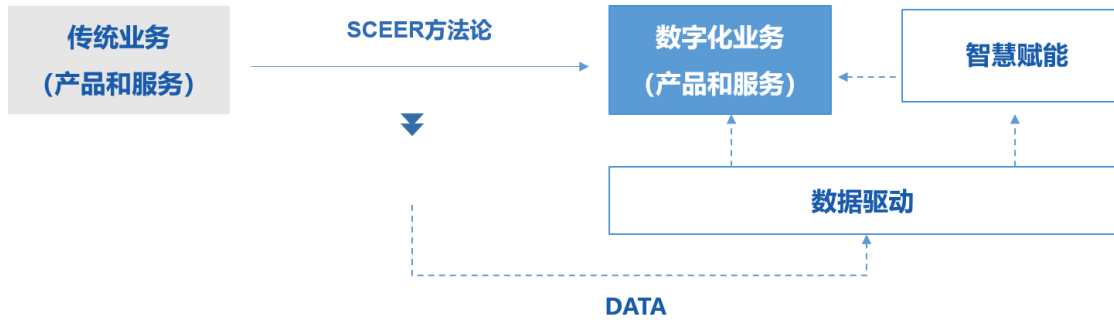 传统业务
（产品和服务）
SCEER方法论
数字化业务
（产品和服务）
智慧赋能
数据驱动
DATA